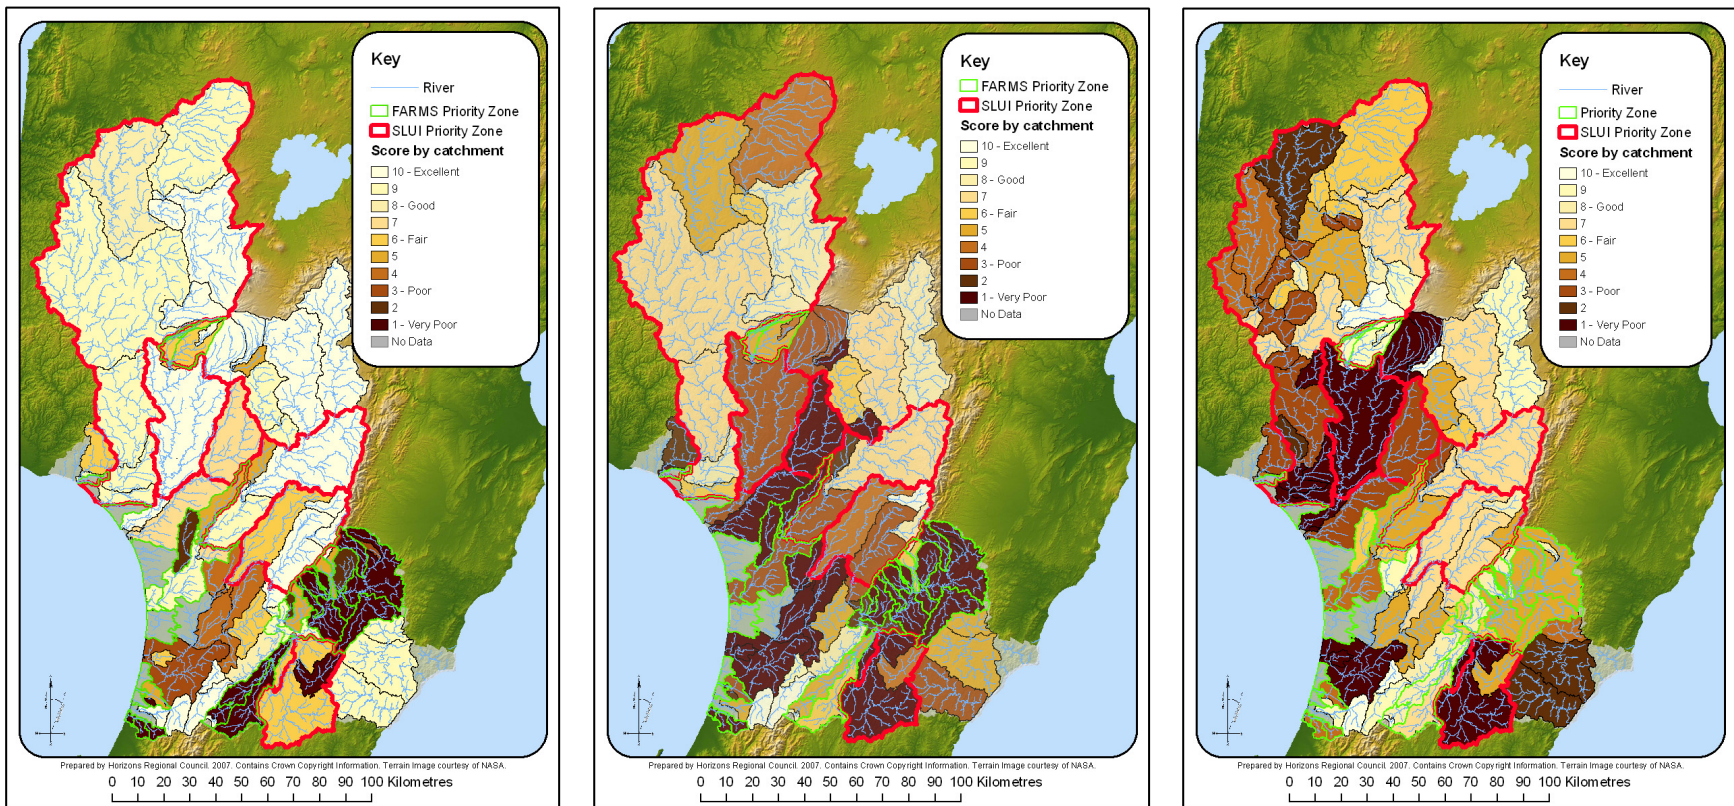 Key
River
FARMS Priority Zone
SLUI Priority Zone
Score by catchment
10 - Excellent
9
8 - Good
7
6 - Fair
5
4
3 - Poor
2
1 - Very Poor
No Data
Prepared by Horizons Regional Council. 2007. Contains Crown Copyright Information. Terrain Image courtesy of NASA.
0 10 20 30 40 50 60 70 80 90 100 Kilometres
Key
FARMS Priority Zone
SLUI Priority Zone
Score by catchment
10 - Excellent
9
8 - Good
7
6 - Fair
5
4
3 - Poor
2
1 - Very Poor
No Data
Prepared by Horizons Regional Council. 2007. Contains Crown Copyright Information. Terrain Image courtesy of NASA.
0 10 20 30 40 50 60 70 80 90 100 Kilometres
Key
River
Priority Zone
SLUI Priority Zone
Score by catchment
10 - Excellent
9
8 - Good
7
6 - Fair
5
4
3 - Poor
2
1 - Very Poor
No Data
Prepared by Horizons Regional Council. 2007. Contains Crown Copyright Information. Terrain Image courtesy of NASA.
0 10 20 30 40 50 60 70 80 90 100 Kilometres